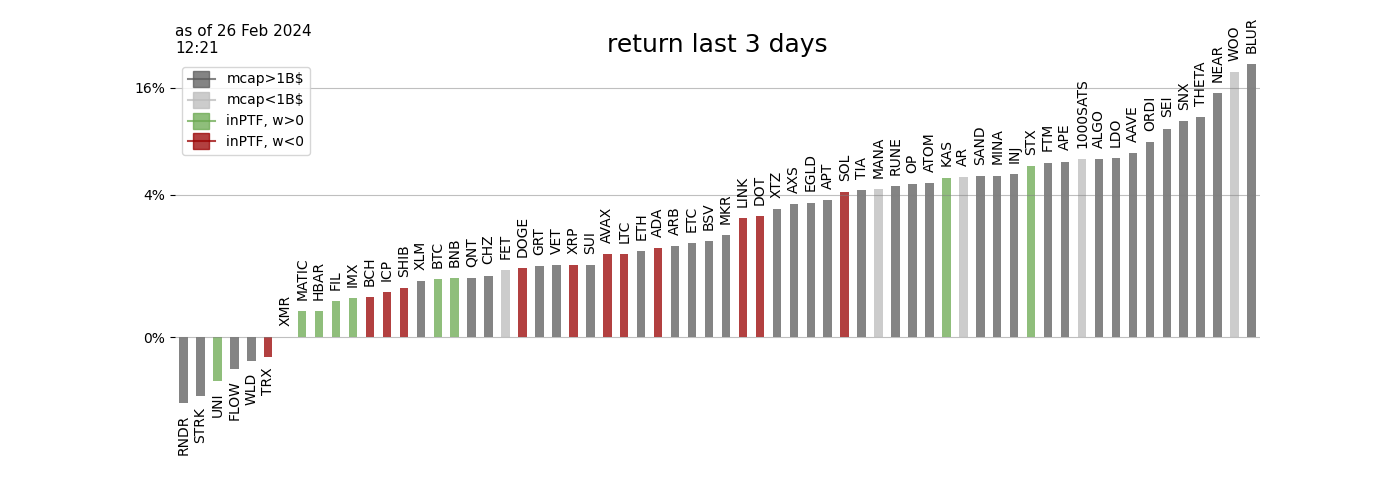 as of 26 Feb 2024
12:21
return last 3 days
mcap>1B$
mcap<1B$
inPTF, w>0
inPTF, w<0
16%
4%
0%
RNDR
STRK
UNI
FLOW
WLD
TRX
XMR
MATIC
HBAR
FIL
IMX
BCH
ICP
SHIB
XLM
BTC
BNB
QNT
CHZ
FET
DOGE
GRT
VET
XRP
SUI
AVAX
LTC
ETH
ADA
ARB
ETC
BSV
MKR
LINK
DOT
XTZ
AXS
EGLD
APT
SOL
TIA
MANA
RUNE
OP
ATOM
KAS
AR
SAND
MINA
INJ
STX
FTM
APE
1000SATS
ALGO
LDO
AAVE
ORDI
SEI
SNX
THETA
NEAR
WOO
BLUR